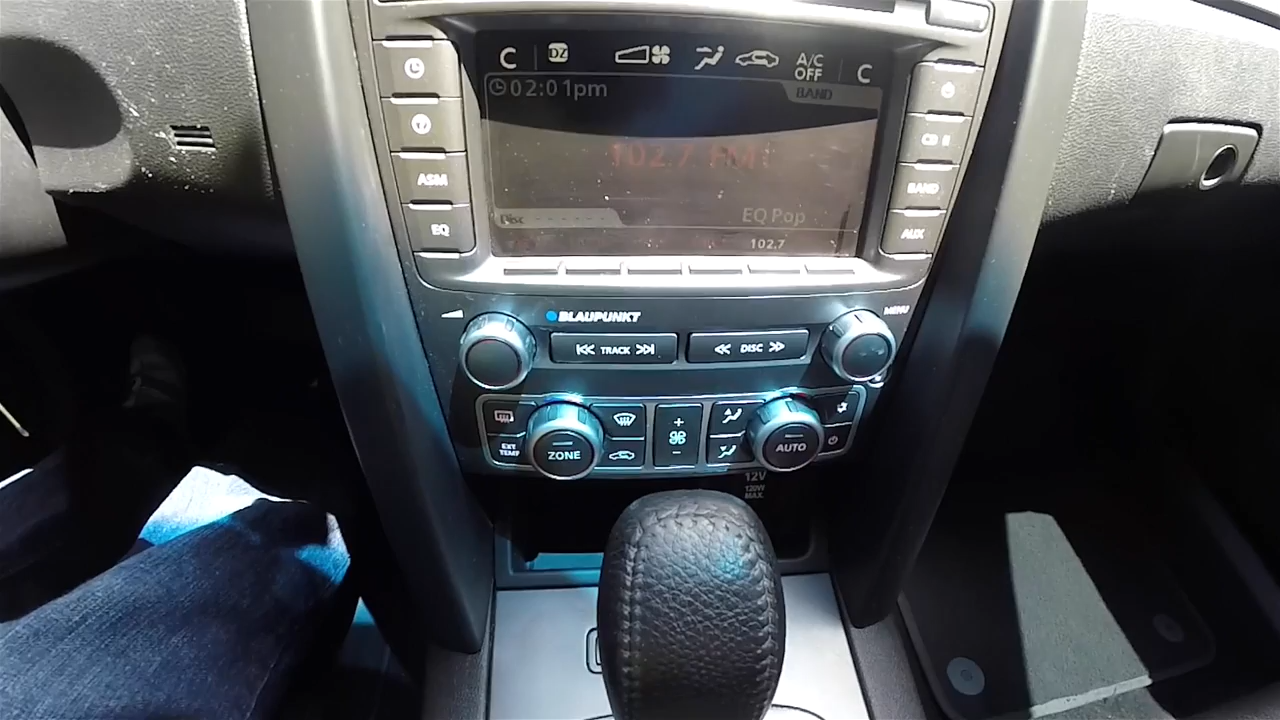 C DZ A/C OFF C
02:01pm BAND
102.7 FM
Disc
EQ Pop
102.7
ASM
EQ
CD
BAND
AUX
MENU
BLAUPUNKT
TRACK
DISC
EXT TEMP
ZONE
+
-
AUTO
12V
120W
MAX.